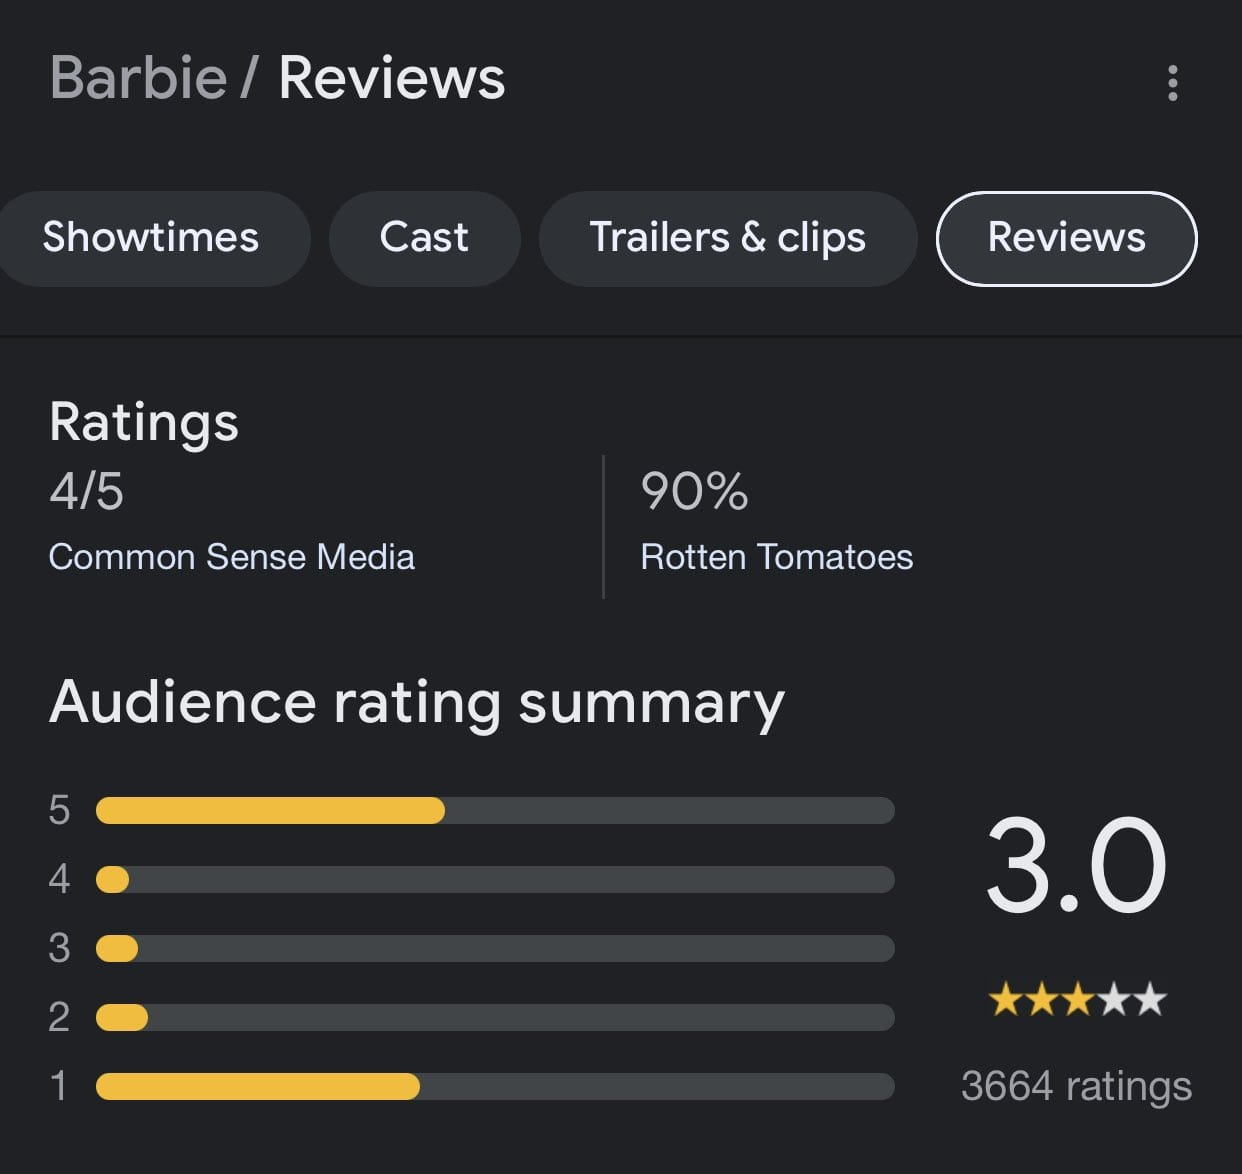 Barbie / Reviews
Showtimes Cast Trailers & clips Reviews
Ratings
4/5 90%
Common Sense Media Rotten Tomatoes
Audience rating summary
5
4
3
2
1
3.0
3664 ratings